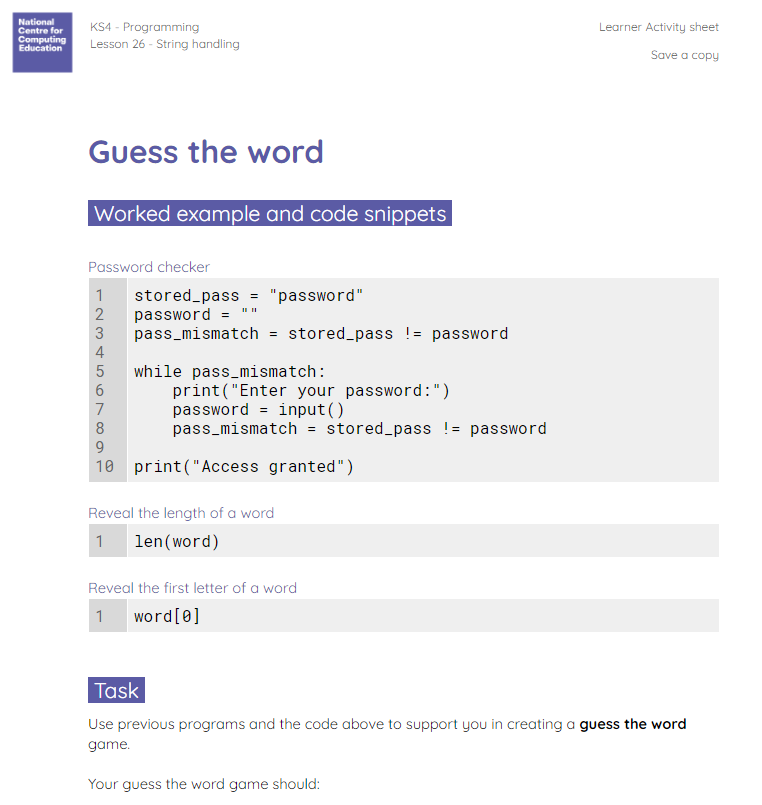 National
Centre for
Computing
Education
KS4 - Programming
Lesson 26 - String handling
Learner Activity sheet
Save a copy
Guess the word
Worked example and code snippets
Password checker
1 stored_pass = "password"
2 password = ""
3 pass_mismatch = stored_pass != password
4
5 while pass_mismatch:
6     print("Enter your password:")
7     password = input()
8     pass_mismatch = stored_pass != password
9
10 print("Access granted")
Reveal the length of a word
1 len(word)
Reveal the first letter of a word
1 word[0]
Task
Use previous programs and the code above to support you in creating a guess the word
game.
Your guess the word game should: